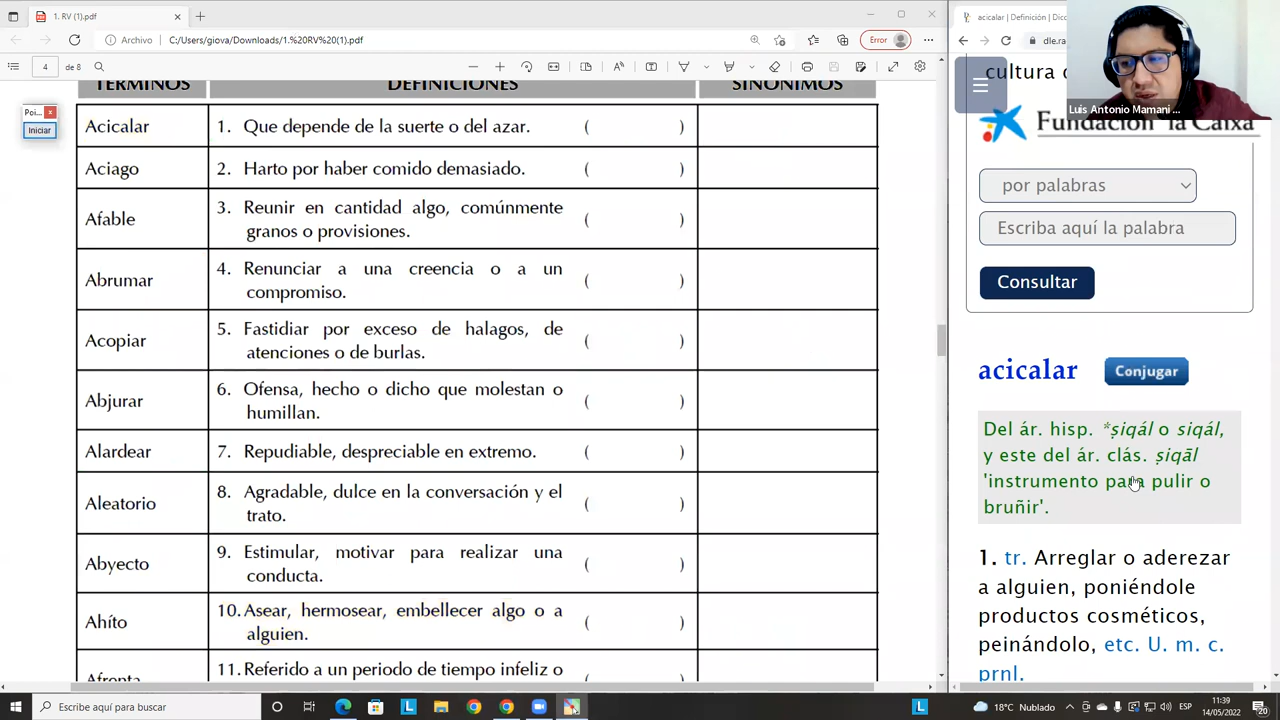 1. RV (1).pdf
acicalar | Definición | Dicc
Archivo
C:/Users/giova/Downloads/1.%20RV%20(1).pdf
Error
dle.ra
4
de 8
TÉRMINOS DEFINICIONES SINÓNIMOS
Poi...
Iniciar
Acicalar
1. Que depende de la suerte o del azar. ( )
Aciago
2. Harto por haber comido demasiado. ( )
Afable
3. Reunir en cantidad algo, comúnmente
granos o provisiones. ( )
Abrumar
4. Renunciar a una creencia o a un
compromiso. ( )
Acopiar
5. Fastidiar por exceso de halagos, de
atenciones o de burlas. ( )
Abjurar
6. Ofensa, hecho o dicho que molestan o
humillan. ( )
Alardear
7. Repudiable, despreciable en extremo. ( )
Aleatorio
8. Agradable, dulce en la conversación y el
trato. ( )
Abyecto
9. Estimular, motivar para realizar una
conducta. ( )
Ahíto
10. Asear, hermosear, embellecer algo o a
alguien. ( )
Afrenta
11. Referido a un periodo de tiempo infeliz o
cultura
Luis Antonio Mamani ...
Fundación "la Caixa
por palabras
Escriba aquí la palabra
Consultar
acicalar
Conjugar
Del ár. hisp. *ṣiqál o siqál,
y este del ár. clás. ṣiqāl
'instrumento para pulir o
bruñir'.
1. tr. Arreglar o aderezar
a alguien, poniéndole
productos cosméticos,
peinándolo, etc. U. m. c.
prnl.
Escribe aquí para buscar
18°C Nublado
ESP
11:39
14/05/2022
20